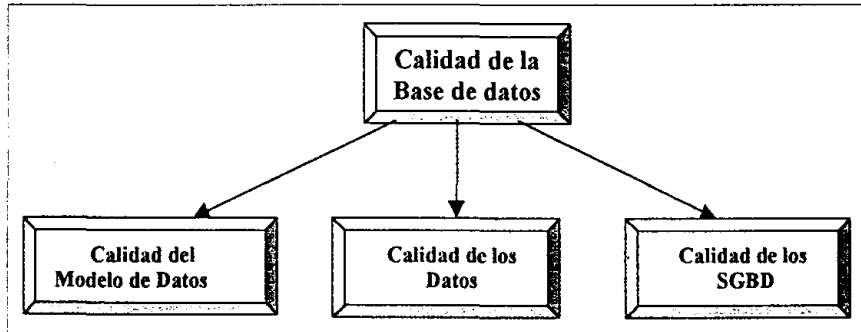 Calidad de la
Base de datos
Calidad del
Modelo de Datos
Calidad de los
Datos
Calidad de los
SGBD